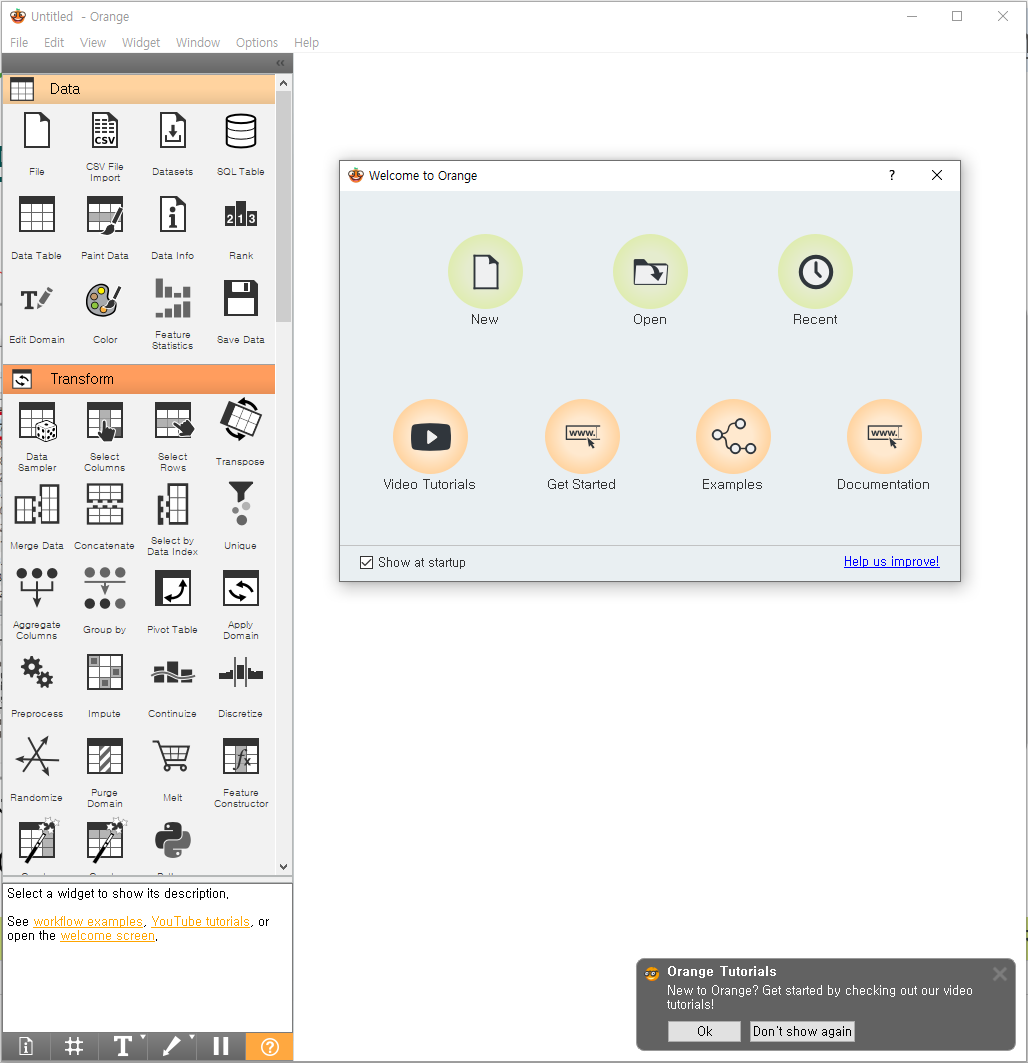 Untitled - Orange
File Edit View Widget Window Options Help
Data
File
CSV
CSV File
Import
Datasets
SQL Table
Data Table
Paint Data
Data Info
2 1 3
Rank
Edit Domain
Color
Feature
Statistics
Save Data
Transform
Data
Sampler
Select
Columns
Select
Rows
Transpose
Merge Data
Concatenate
Select by
Data Index
Unique
Aggregate
Columns
Group by
Pivot Table
Apply
Domain
Preprocess
Impute
Continuize
Discretize
Randomize
Purge
Domain
Melt
fx
Feature
Constructor
Select a widget to show its description.
See workflow examples, YouTube tutorials, or
open the welcome screen.
Welcome to Orange
?
New
Open
Recent
Video Tutorials
www.
Get Started
Examples
www.
Documentation
Show at startup
Help us improve!
Orange Tutorials
New to Orange? Get started by checking out our video
tutorials!
Ok
Don't show again